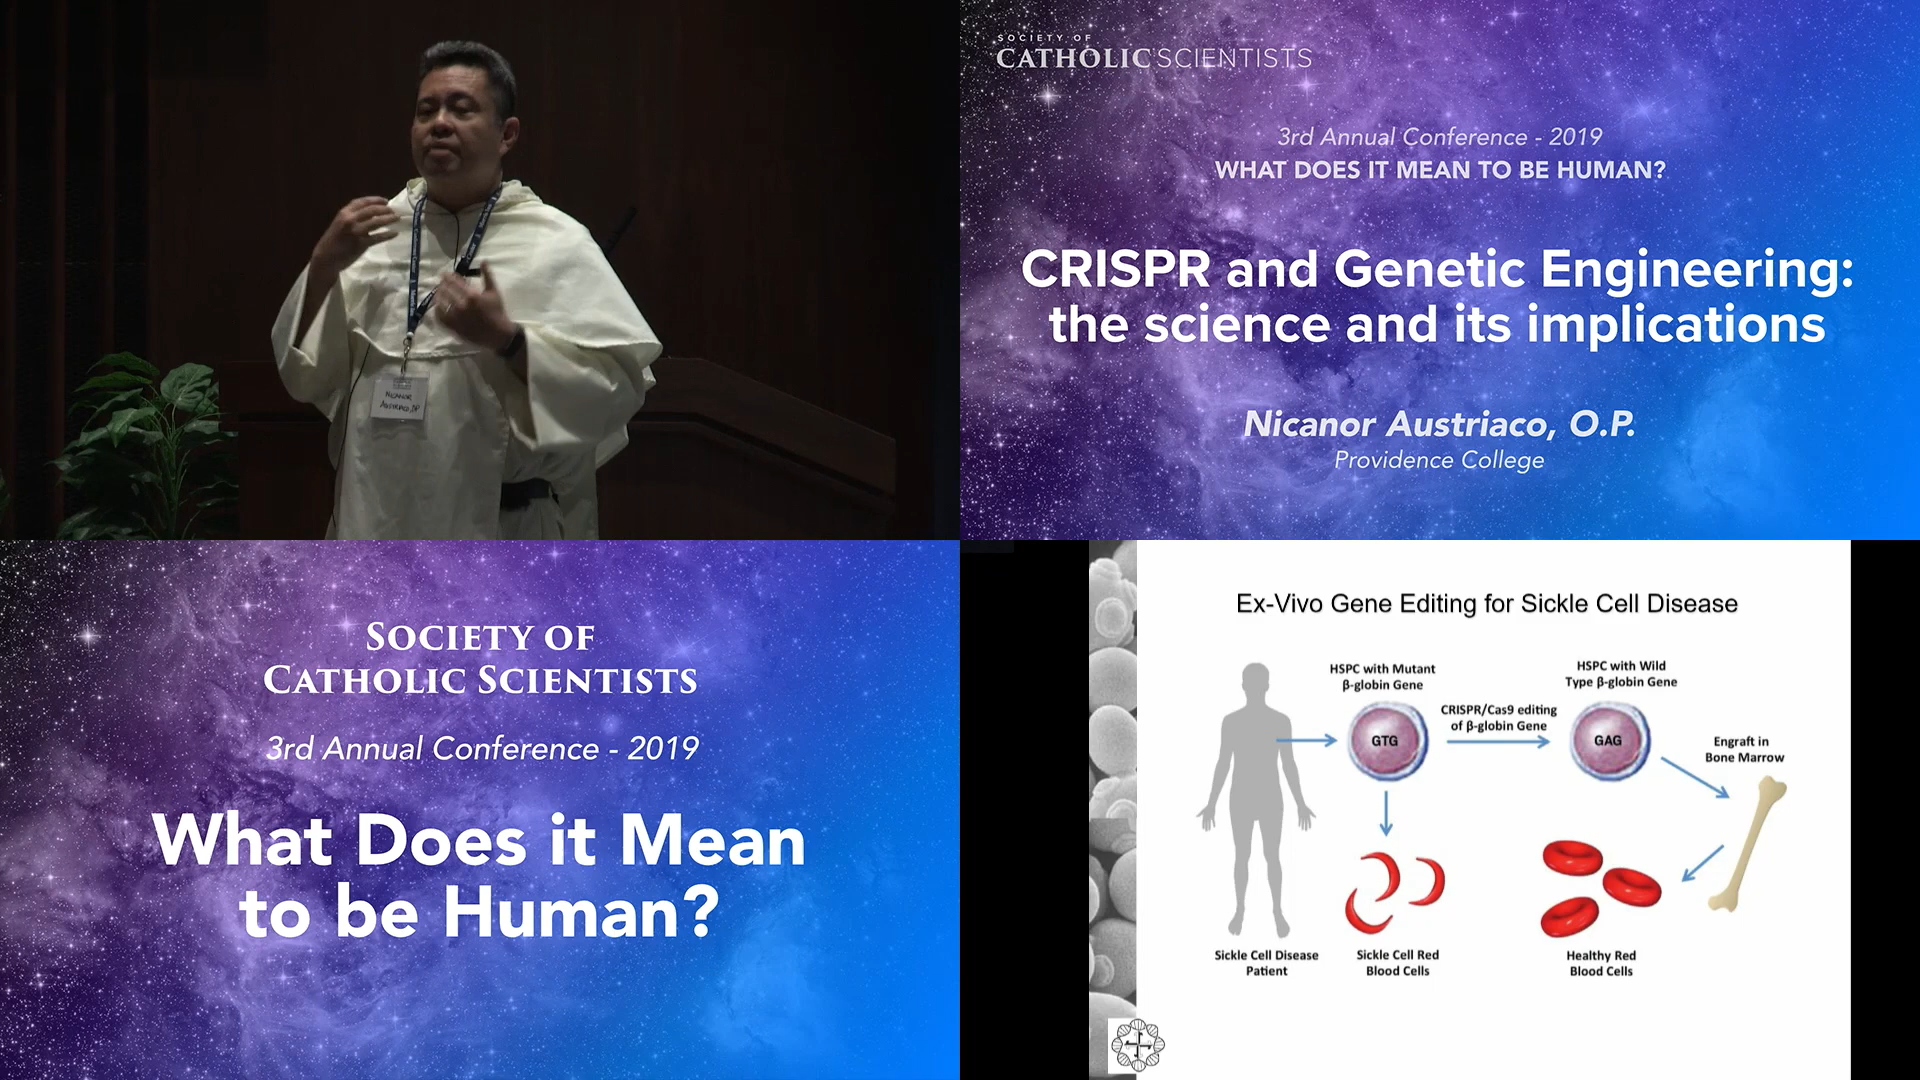 NICANOR
AUSTRIACO, OP
SOCIETY OF
CATHOLIC SCIENTISTS
3rd Annual Conference - 2019
WHAT DOES IT MEAN TO BE HUMAN?
CRISPR and Genetic Engineering:
the science and its implications
Nicanor Austriaco, O.P.
Providence College
SOCIETY OF
CATHOLIC SCIENTISTS
3rd Annual Conference - 2019
What Does it Mean
to be Human?
Ex-Vivo Gene Editing for Sickle Cell Disease
HSPC with Mutant
β-globin Gene
HSPC with Wild
Type β-globin Gene
CRISPR/Cas9 editing
of β-globin Gene
GTG
GAG
Engraft in
Bone Marrow
Sickle Cell Disease
Patient
Sickle Cell Red
Blood Cells
Healthy Red
Blood Cells